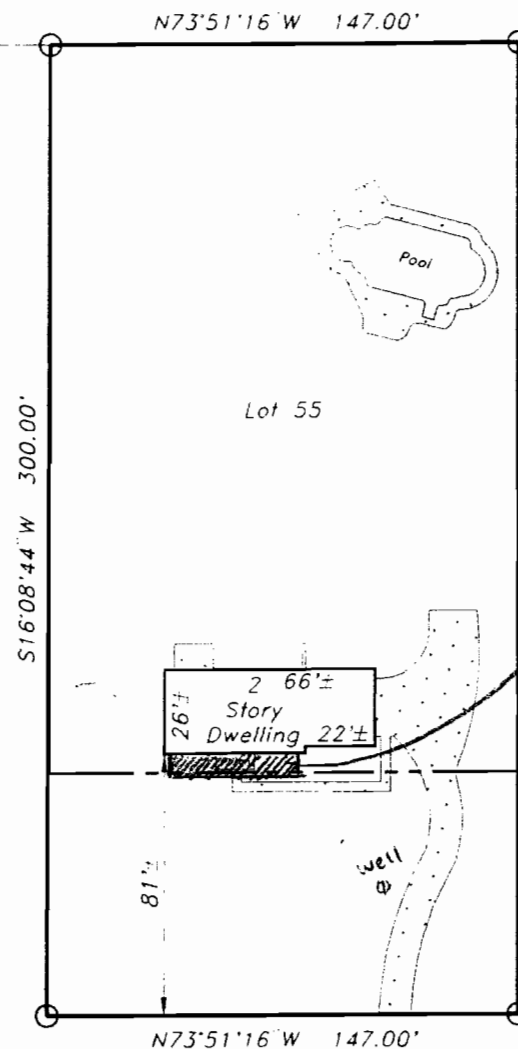 N73°51'16"W 147.00'
Pool
Lot 55
S16°08'44"W 300.00'
2 66'±
26'±
Story
Dwelling 22'±
81'±
well
N73°51'16"W 147.00'